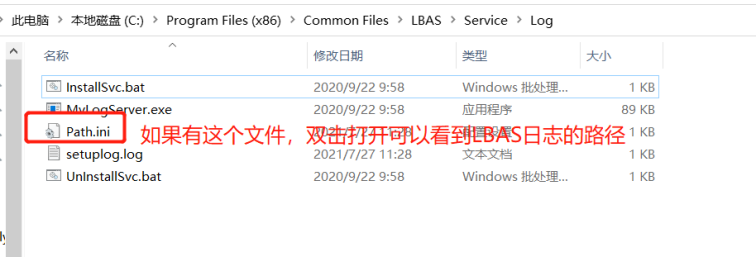 此电脑 > 本地磁盘 (C:) > Program Files (x86) > Common Files > LBAS > Service > Log
名称 修改日期 类型 大小
InstallSvc.bat 2020/9/22 9:58 Windows 批处理... 1 KB
MyLogServer.exe 2020/9/22 9:58 应用程序 89 KB
Path.ini 如果有这个文件，双击打开可以看到LBAS日志的路径 1 KB
setuplog.log 2021/7/27 11:28 文本文档 1 KB
UnInstallSvc.bat 2020/9/22 9:58 Windows 批处理... 1 KB